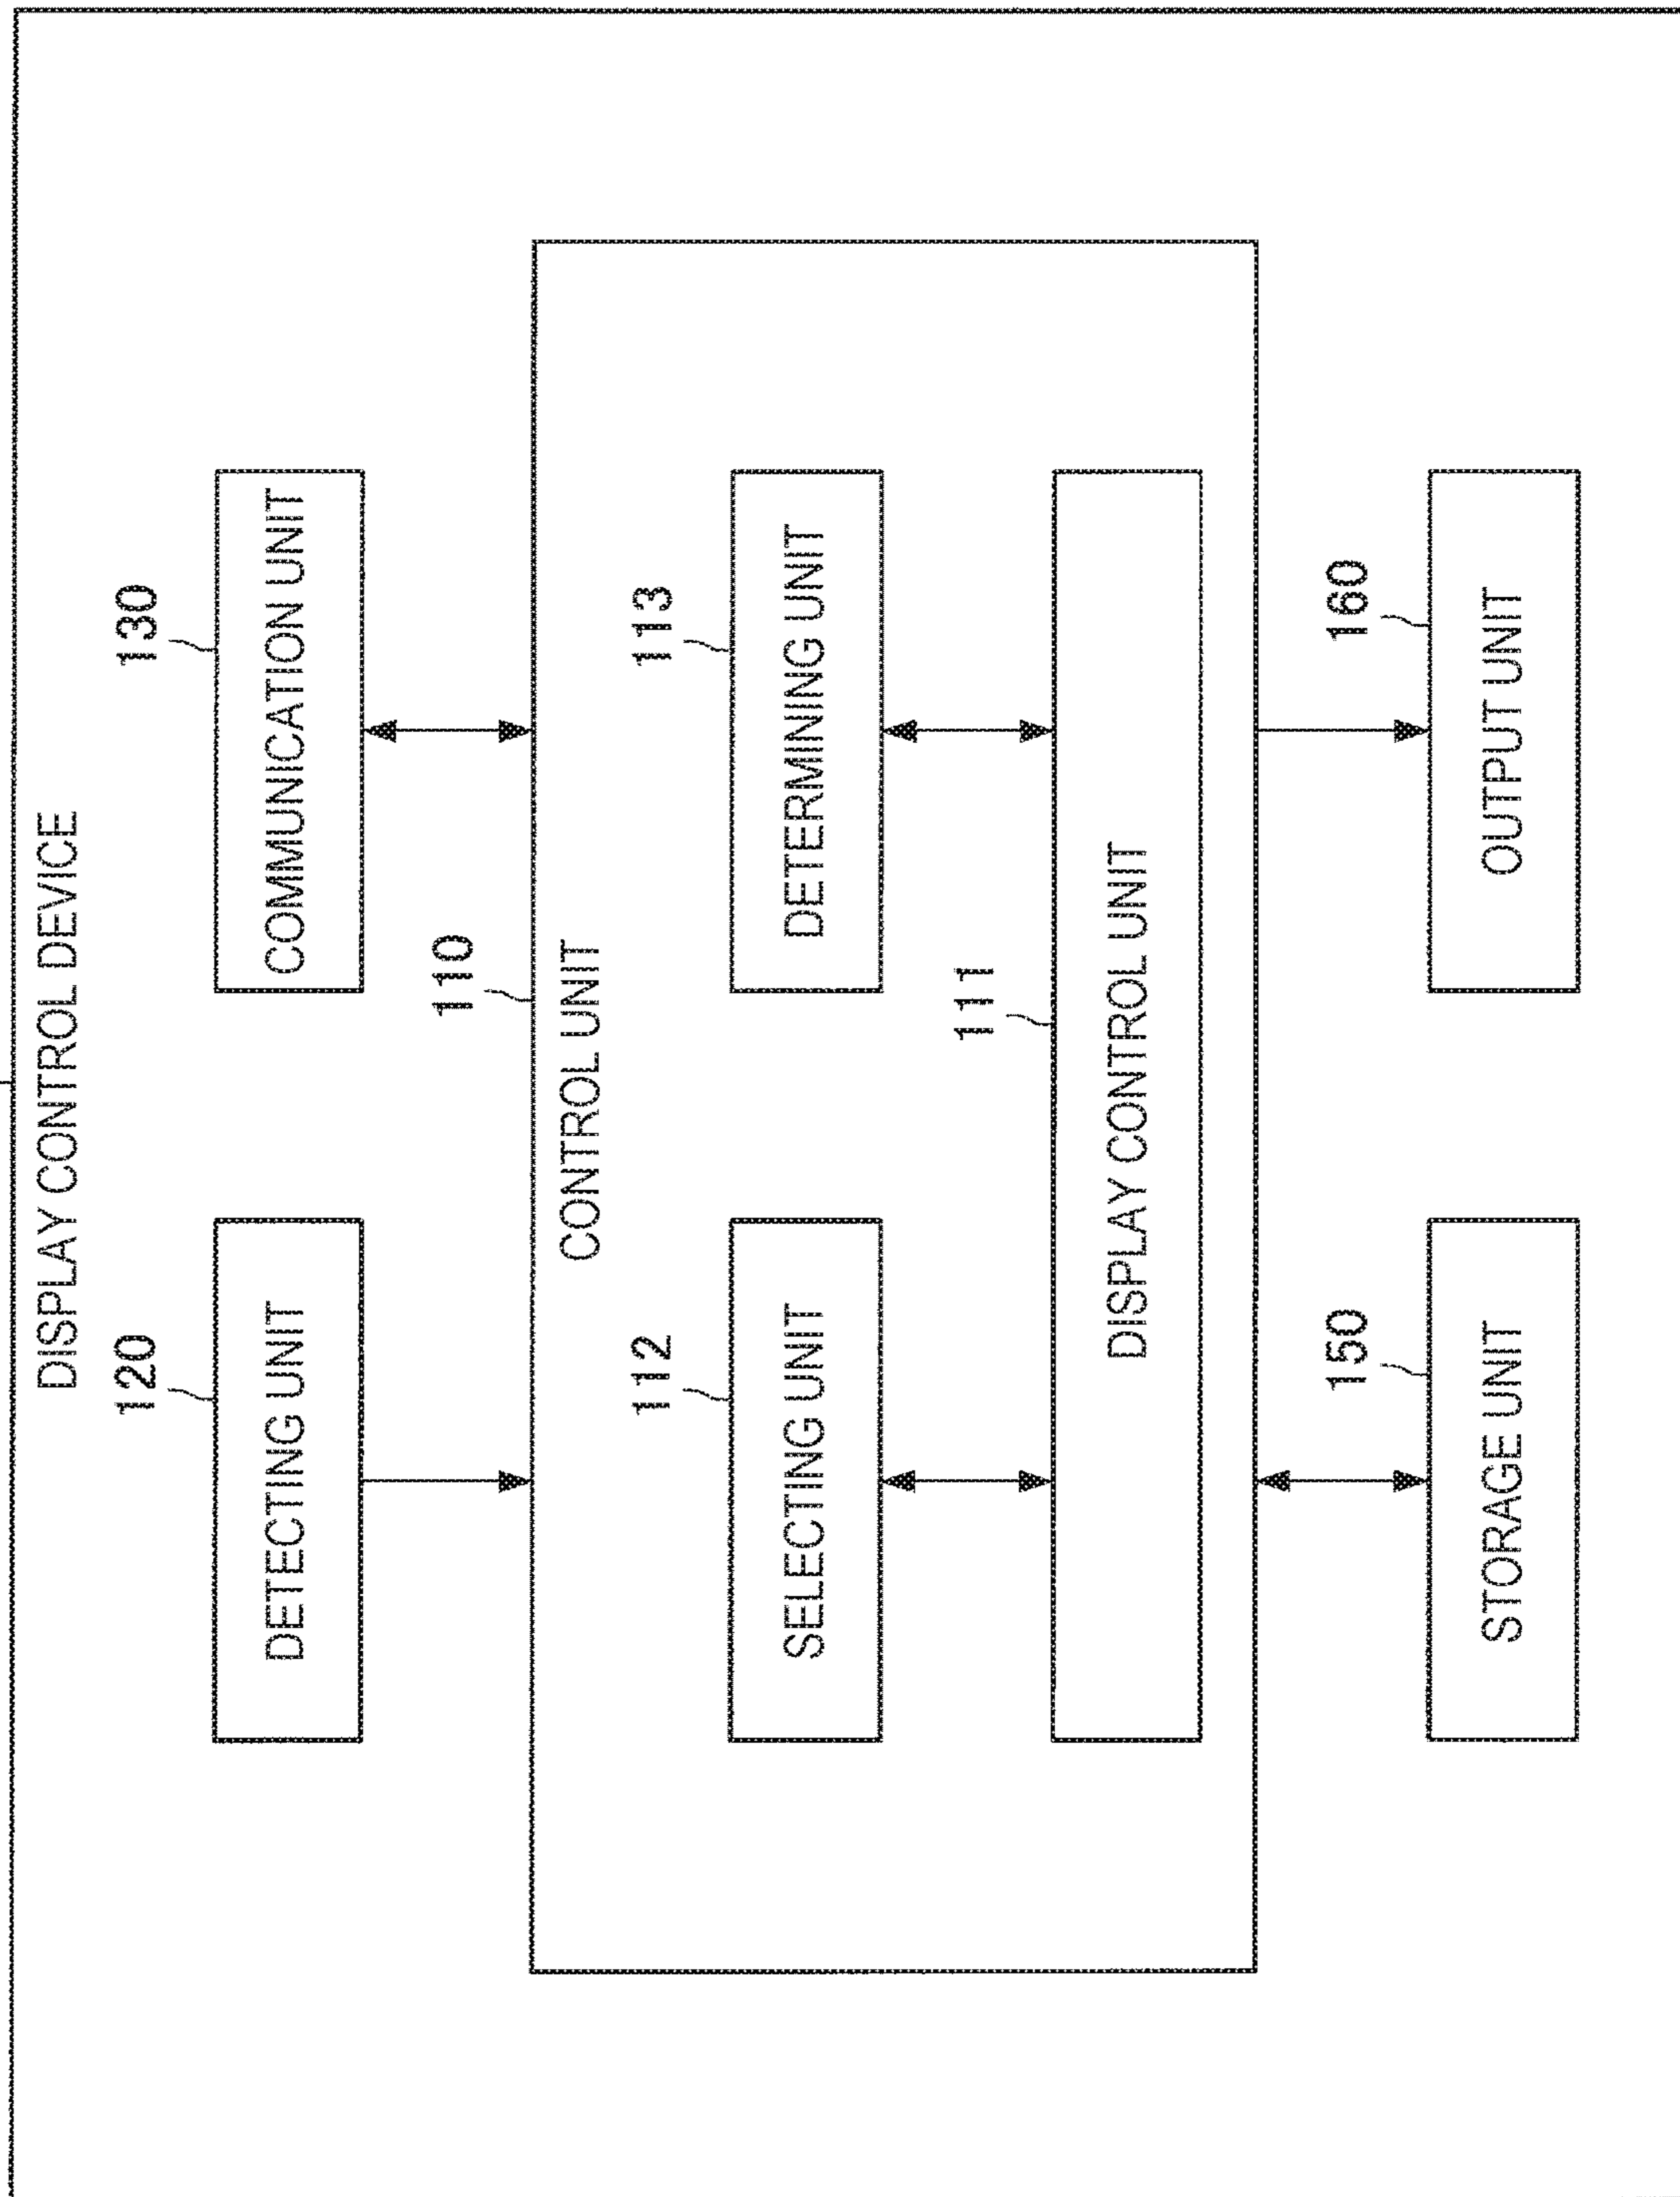 DISPLAY CONTROL DEVICE
120
130
DETECTING UNIT
COMMUNICATION UNIT
110
CONTROL UNIT
112
113
SELECTING UNIT
DETERMINING UNIT
111
DISPLAY CONTROL UNIT
150
160
STORAGE UNIT
OUTPUT UNIT